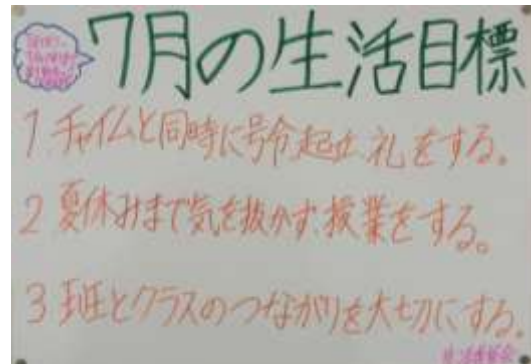 7月の生活目標
1.チャイムと同時に号令,起立,礼をする。
2 夏休みまで気を抜かず授業をする。
3 班とクラスのつながりを大切にする。